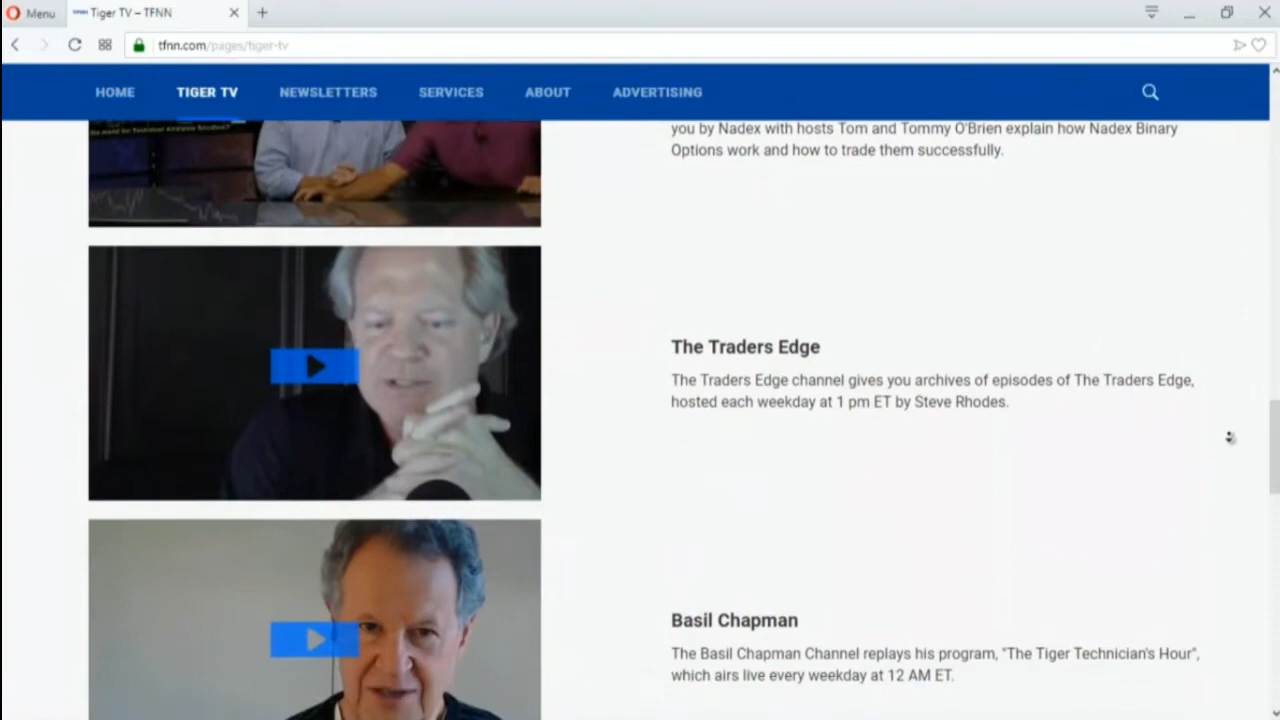 Menu
Tiger TV – TFNN
tfnn.com/pages/tiger-tv
HOME TIGER TV NEWSLETTERS SERVICES ABOUT ADVERTISING
you by Nadex with hosts Tom and Tommy O'Brien explain how Nadex Binary
Options work and how to trade them successfully.
The Traders Edge
The Traders Edge channel gives you archives of episodes of The Traders Edge,
hosted each weekday at 1 pm ET by Steve Rhodes.
Basil Chapman
The Basil Chapman Channel replays his program, "The Tiger Technician's Hour",
which airs live every weekday at 12 AM ET.